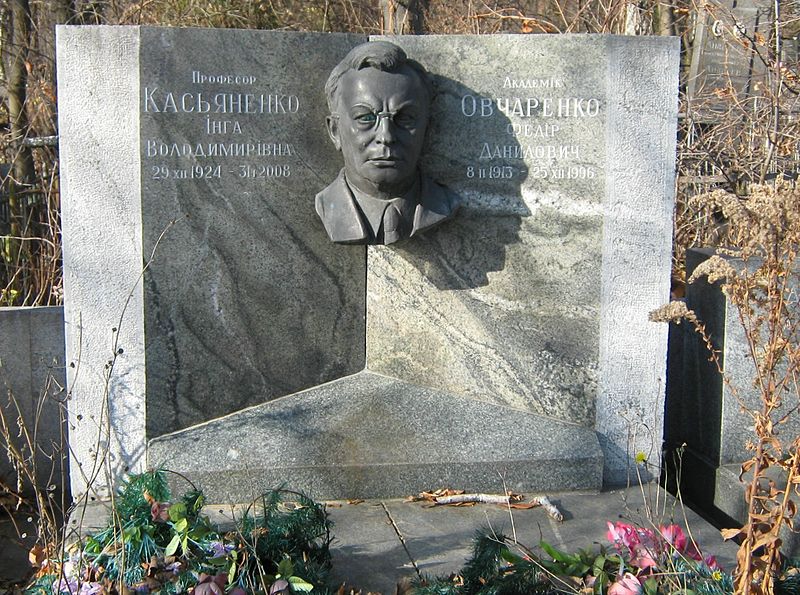 Професор
Касьяненко
Інга
Володимирівна
29 XII 1924 - 31 I 2008
Академік
Овчаренко
Федір
Данилович
8 II 1913 - 25 XII 1996